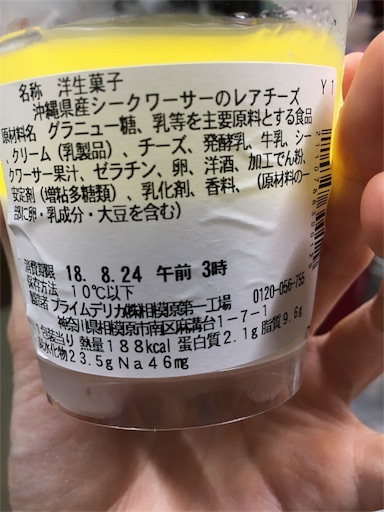 名称 洋生菓子
沖縄県産シークワーサーのレアチーズ
原材料名 グラニュー糖、乳等を主要原料とする食品
、クリーム(乳製品) チーズ、発酵乳、牛乳、シー
クワーサー果汁、ゼラチン、卵、洋酒、加工でん粉、
安定剤(増粘多糖類)、乳化剤、香料、(原材料の一
部に卵・乳成分・大豆を含む)
消費期限 18. 8.24 午前 3時
保存方法 10℃以下
製造者 プライムデリカ㈱相模原第一工場 0120-056-755
神奈川県相模原市南区麻溝台1-7-1
1包装当り 熱量188kcal 蛋白質2.1g 脂質9.6g
炭水化物23.5g Na46mg
Y1